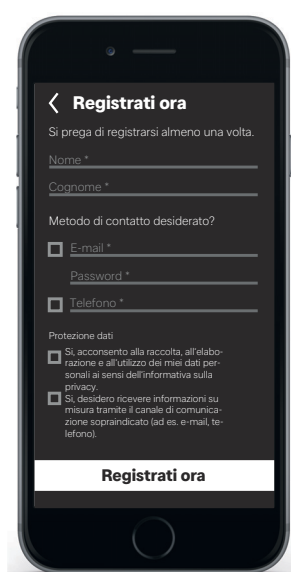 Registrati ora
Si prega di registrarsi almeno una volta.
Nome *
Cognome *
Metodo di contatto desiderato?
E-mail *
Password *
Telefono *
Protezione dati
Si, acconsento alla raccolta, all'elabo-
razione e all'utilizzo dei miei dati per-
sonali ai sensi dell'informativa sulla
privacy.
Si, desidero ricevere informazioni su
misura tramite il canale di comunica-
zione sopraindicato (ad es. e-mail, te-
lefono).
Registrati ora